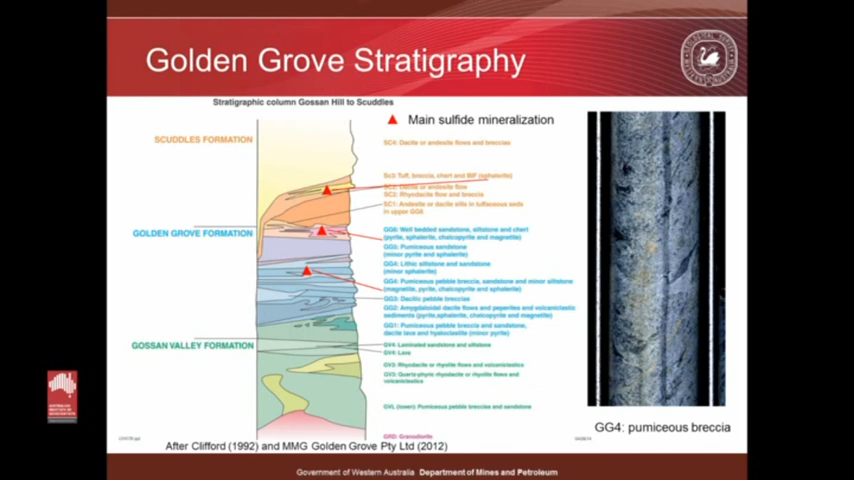 Golden Grove Stratigraphy
Stratigraphic column Gossan Hill to Scuddles
Main sulfide mineralization
SCUDDLES FORMATION
SC4: Dacite or andesite flows and breccias
Sc3: Tuff, breccia, chert and BIF (sphalerite)
Dacite or andesite flow
SC2: Rhyodacite flow and breccia
SC1: Andesite or dacite sills in tuffaceous seds
in upper GG6
GOLDEN GROVE FORMATION
GG6: Well bedded sandstone, siltstone and chert
(pyrite, sphalerite, chalcopyrite and magnetite)
GG5: Pumiceous sandstone
(minor pyrite and sphalerite)
GG4: Lithic siltstone and sandstone
(minor sphalerite)
GG4: Pumiceous pebble breccia, sandstone and minor siltstone
(magnetite, pyrite, chalcopyrite and sphalerite)
GG3: Dacitic pebble breccias
GG2: Amygdaloidal dacite flows and peperite and volcaniclastic
sediments (pyrite,sphalerite, chalcopyrite and magnetite)
GG1: Pumiceous pebble breccia and sandstone,
dacite lava and hyaloclastite (minor pyrite)
GOSSAN VALLEY FORMATION
GV4: Laminated sandstone and siltstone
GV4: Lava
GV3: Rhyodacite or rhyolite flows and volcaniclastics
GV3: Quartz-phyric rhyodacite or rhyolite flows and
volcaniclastics
GVL (lower): Pumiceous pebble breccias and sandstone
GRD: Granodiorite
GG4: pumiceous breccia
After Clifford (1992) and MMG Golden Grove Pty Ltd (2012)
Government of Western Australia Department of Mines and Petroleum